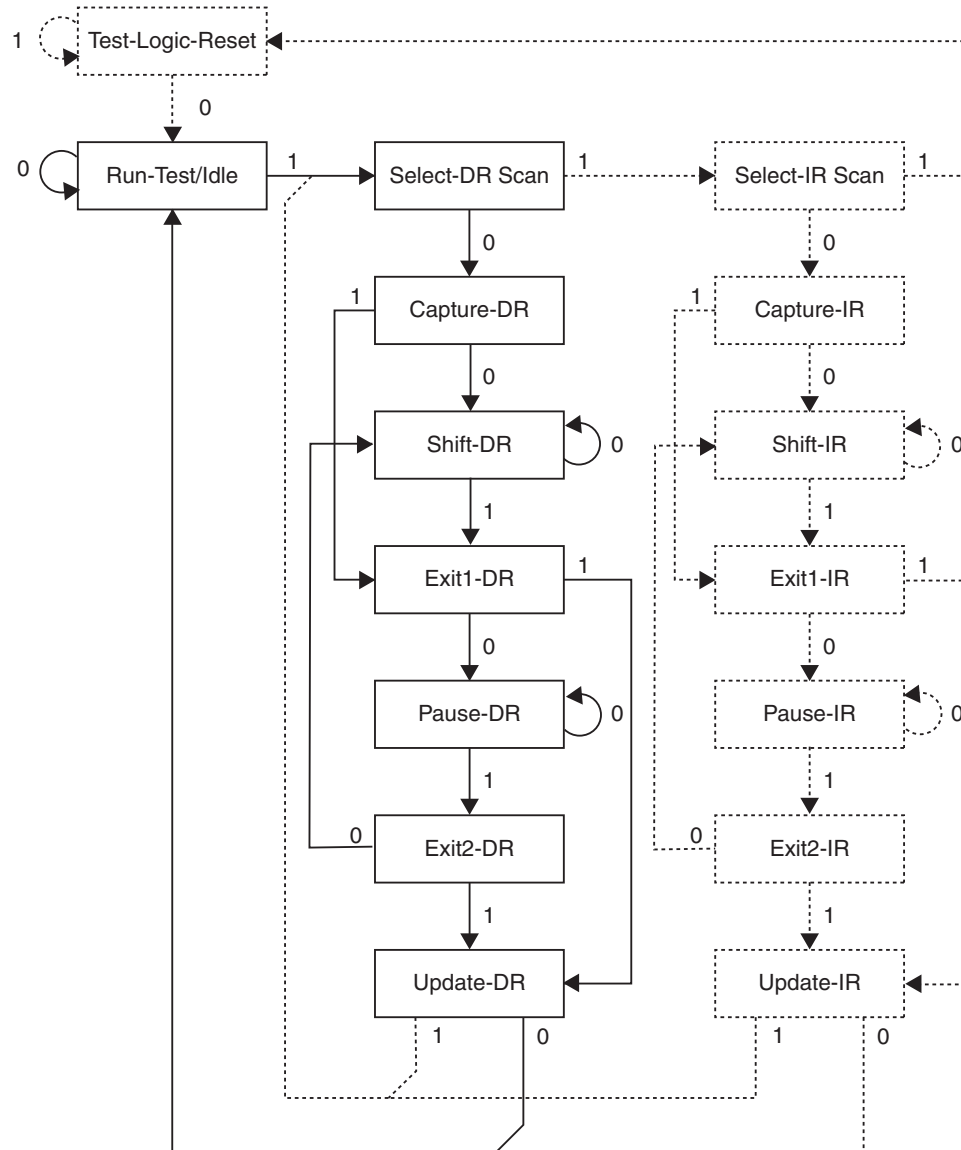 1
Test-Logic-Reset
0
0
Run-Test/Idle
1
Select-DR Scan
1
Select-IR Scan
1
0
0
1
Capture-DR
1
Capture-IR
0
0
Shift-DR
0
Shift-IR
0
1
1
Exit1-DR
1
Exit1-IR
1
0
0
Pause-DR
0
Pause-IR
0
1
1
0
Exit2-DR
0
Exit2-IR
1
1
Update-DR
Update-IR
1
0
1
0